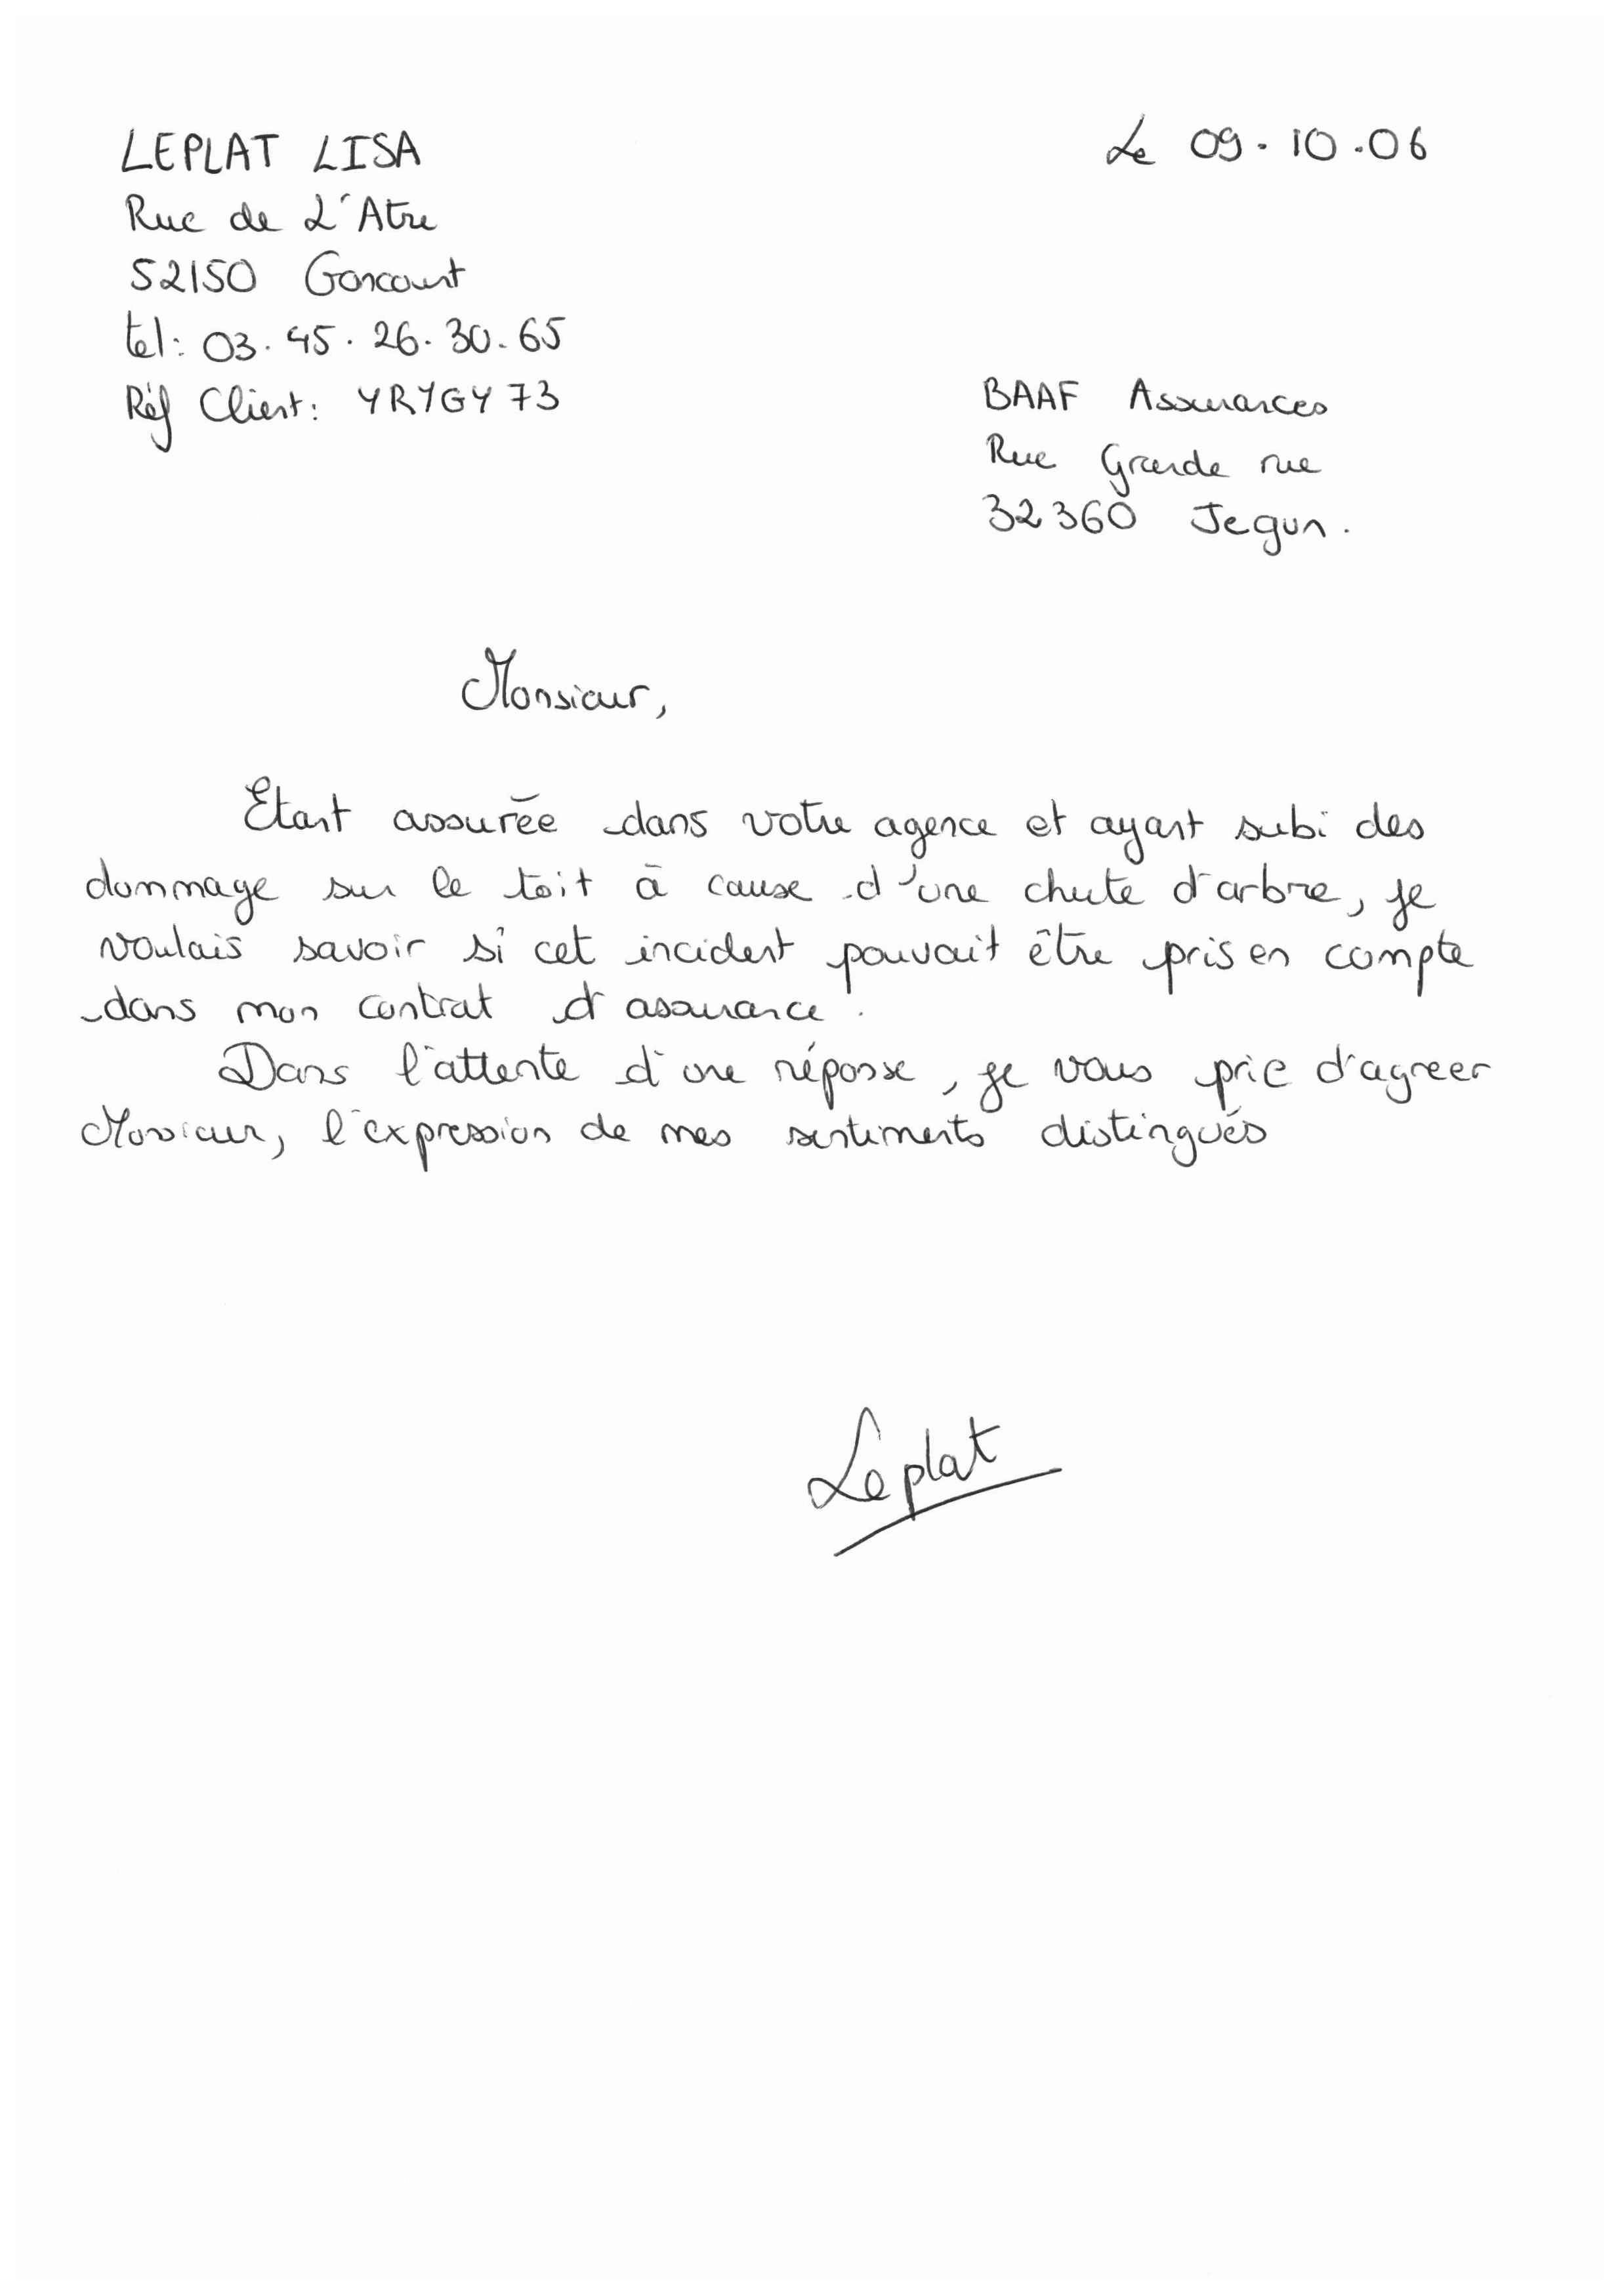 LEPLAT LISA
Le 09.10.06
Rue de L'Atre
52150 Goncourt
tel: 03.45.26.30.65
Réf Client: YRYGY73
BAAF Assurances
Rue Grande rue
32360 Jegun.
Monsieur,
Etant assurée dans votre agence et ayant subi des
dommage sur le toit à cause d'une chute d'arbre, je
voulais savoir si cet incident pouvait être pris en compte
dans mon contrat d'assurance.
Dans l'attente d'une réponse, je vous prie d'agreer
Monsieur, l'expression de mes sentiments distingués
Leplat